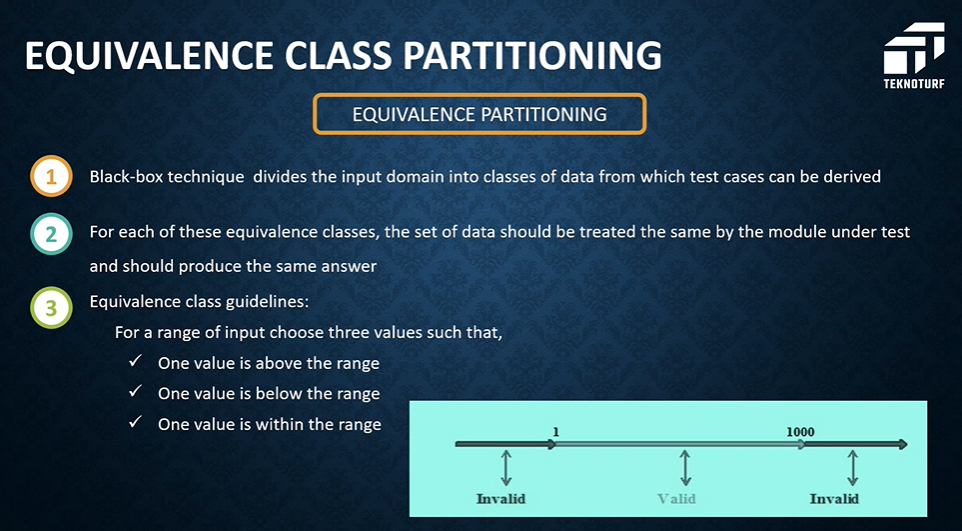 EQUIVALENCE CLASS PARTITIONING
TEKNOTURF
EQUIVALENCE PARTITIONING
1 Black-box technique divides the input domain into classes of data from which test cases can be derived
2 For each of these equivalence classes, the set of data should be treated the same by the module under test
and should produce the same answer
3 Equivalence class guidelines:
For a range of input choose three values such that,
✓ One value is above the range
✓ One value is below the range
✓ One value is within the range
1 1000
Invalid Valid Invalid